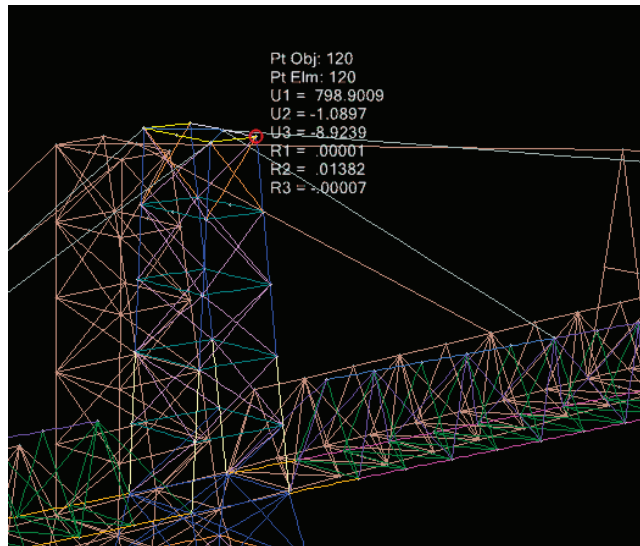 Pt Obj: 120
Pt Elm: 120
U1 = 798.9009
U2 = -1.0897
U3 = -8.9239
R1 = .00001
R2 = .01382
R3 = -.00007